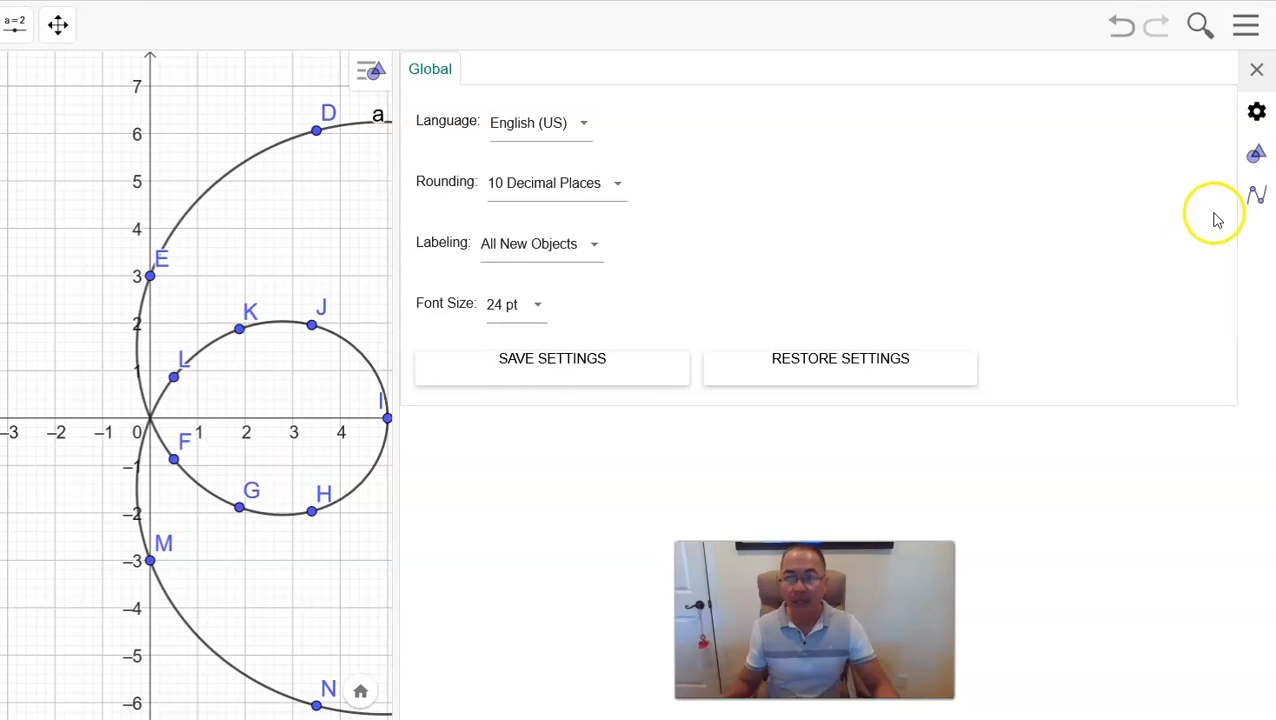 a=2
Global
Language: English (US)
Rounding: 10 Decimal Places
Labeling: All New Objects
Font Size: 24 pt
SAVE SETTINGS RESTORE SETTINGS
7
D a
6
5
4
E
3
K J
2
L
1
I
–3 –2 –1 0 1 2 3 4
F
–1
G H
–2
M
–3
–4
–5
N
–6